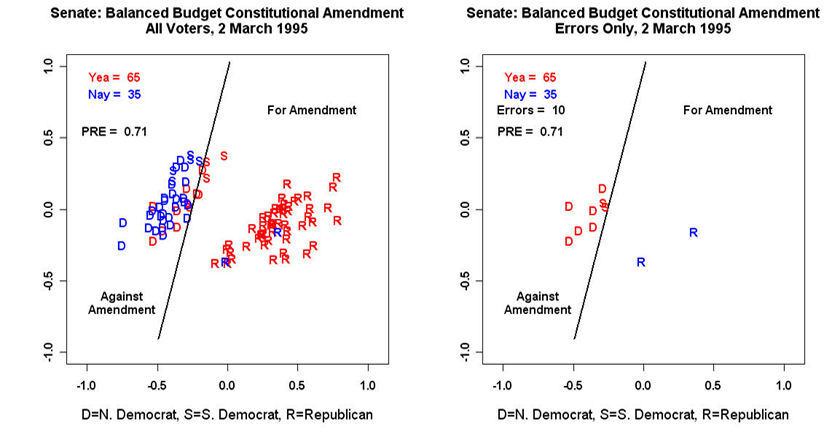 Senate: Balanced Budget Constitutional Amendment
All Voters, 2 March 1995
Yea = 65
Nay = 35
PRE = 0.71
For Amendment
Against
Amendment
1.0
0.5
0.0
-0.5
-1.0
-1.0 -0.5 0.0 0.5 1.0
D=N. Democrat, S=S. Democrat, R=Republican
Senate: Balanced Budget Constitutional Amendment
Errors Only, 2 March 1995
Yea = 65
Nay = 35
Errors = 10
PRE = 0.71
For Amendment
D
D
S
D
D
D
D
R
R
Against
Amendment
1.0
0.5
0.0
-0.5
-1.0
-1.0 -0.5 0.0 0.5 1.0
D=N. Democrat, S=S. Democrat, R=Republican